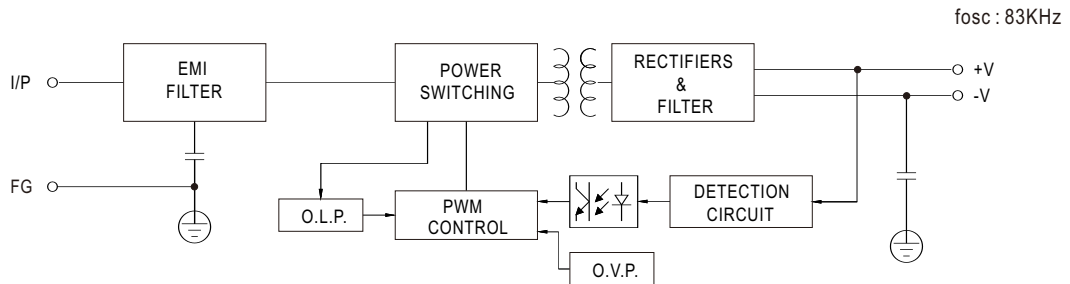 fosc : 83KHz
I/P
EMI
FILTER
POWER
SWITCHING
RECTIFIERS
&
FILTER
+V
-V
FG
O.L.P.
PWM
CONTROL
DETECTION
CIRCUIT
O.V.P.